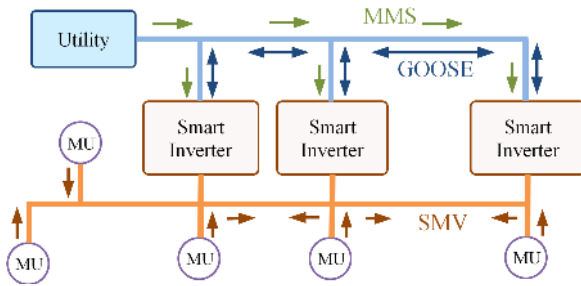 MMS
Utility
GOOSE
Smart
Inverter
Smart
Inverter
Smart
Inverter
MU
SMV
MU
MU
MU
MU